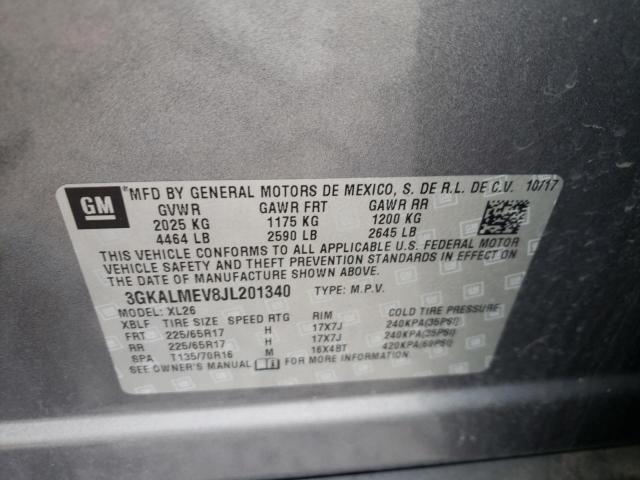 GM
*MFD BY GENERAL MOTORS DE MEXICO, S. DE R.L. DE C.V. 10/17
GVWR GAWR FRT GAWR RR
2025 KG 1175 KG 1200 KG
4464 LB 2590 LB 2645 LB
THIS VEHICLE CONFORMS TO ALL APPLICABLE U.S. FEDERAL MOTOR
VEHICLE SAFETY AND THEFT PREVENTION STANDARDS IN EFFECT ON
THE DATE OF MANUFACTURE SHOWN ABOVE.
3GKALMEV8JL201340 TYPE: M.P.V.
MODEL: XL26
XBLF TIRE SIZE SPEED RTG RIM COLD TIRE PRESSURE
FRT 225/65R17 H 17X7J 240KPA(35PSI)
RR 225/65R17 H 17X7J 240KPA(35PSI)
SPA T135/70R16 M 16X4BT 420KPA(60PSI)
SEE OWNER'S MANUAL FOR MORE INFORMATION.